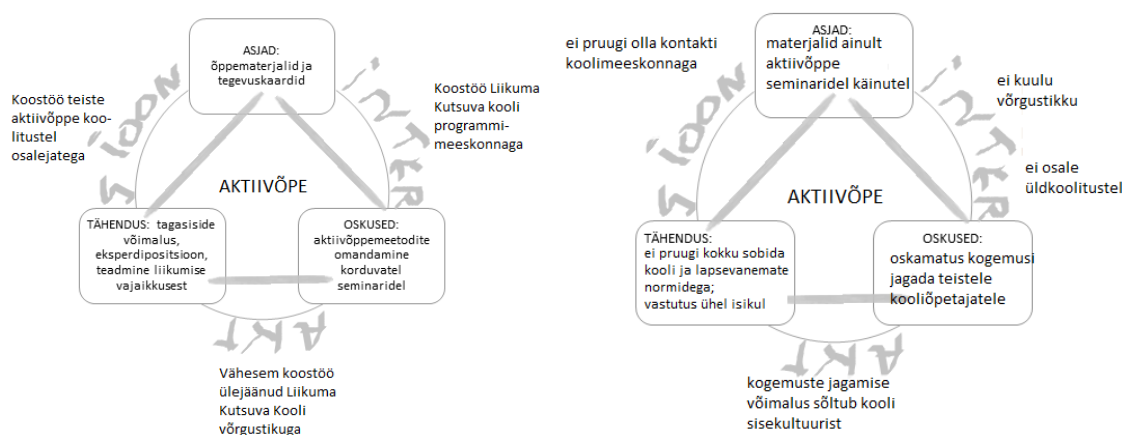 ASJAD:
õppematerjalid ja
tegevuskaardid
Koostöö teiste
aktiivõppe koo-
litustel
osalejatega
Koostöö Liikuma
Kutsuva kooli
programmi-
meeskonnaga
INTERAKTSIOON
AKTIIVÕPE
TÄHENDUS: tagasiside
võimalus,
eksperdipositsioon,
teadmine liikumise
vajaikkusest
OSKUSED:
aktiivõppemeetodite
omandamine
korduvatel
seminaridel
Vähesem koostöö
ülejäänud Liikuma
Kutsuva Kooli
võrgustikuga
ei pruugi olla kontakti
koolimeeskonnaga
ASJAD:
materjalid ainult
aktiivõppe
seminaridel käinutel
ei kuulu
võrgustikku
ei osale
üldkoolitustel
INTERAKTSIOON
AKTIIVÕPE
TÄHENDUS:
ei pruugi kokku sobida
kooli ja lapsevanemate
normidega;
vastutus ühel isikul
OSKUSED:
oskamatus kogemusi
jagada teistele
kooliõpetajatele
kogemuste jagamise
võimalus sõltub kooli
sisekultuurist